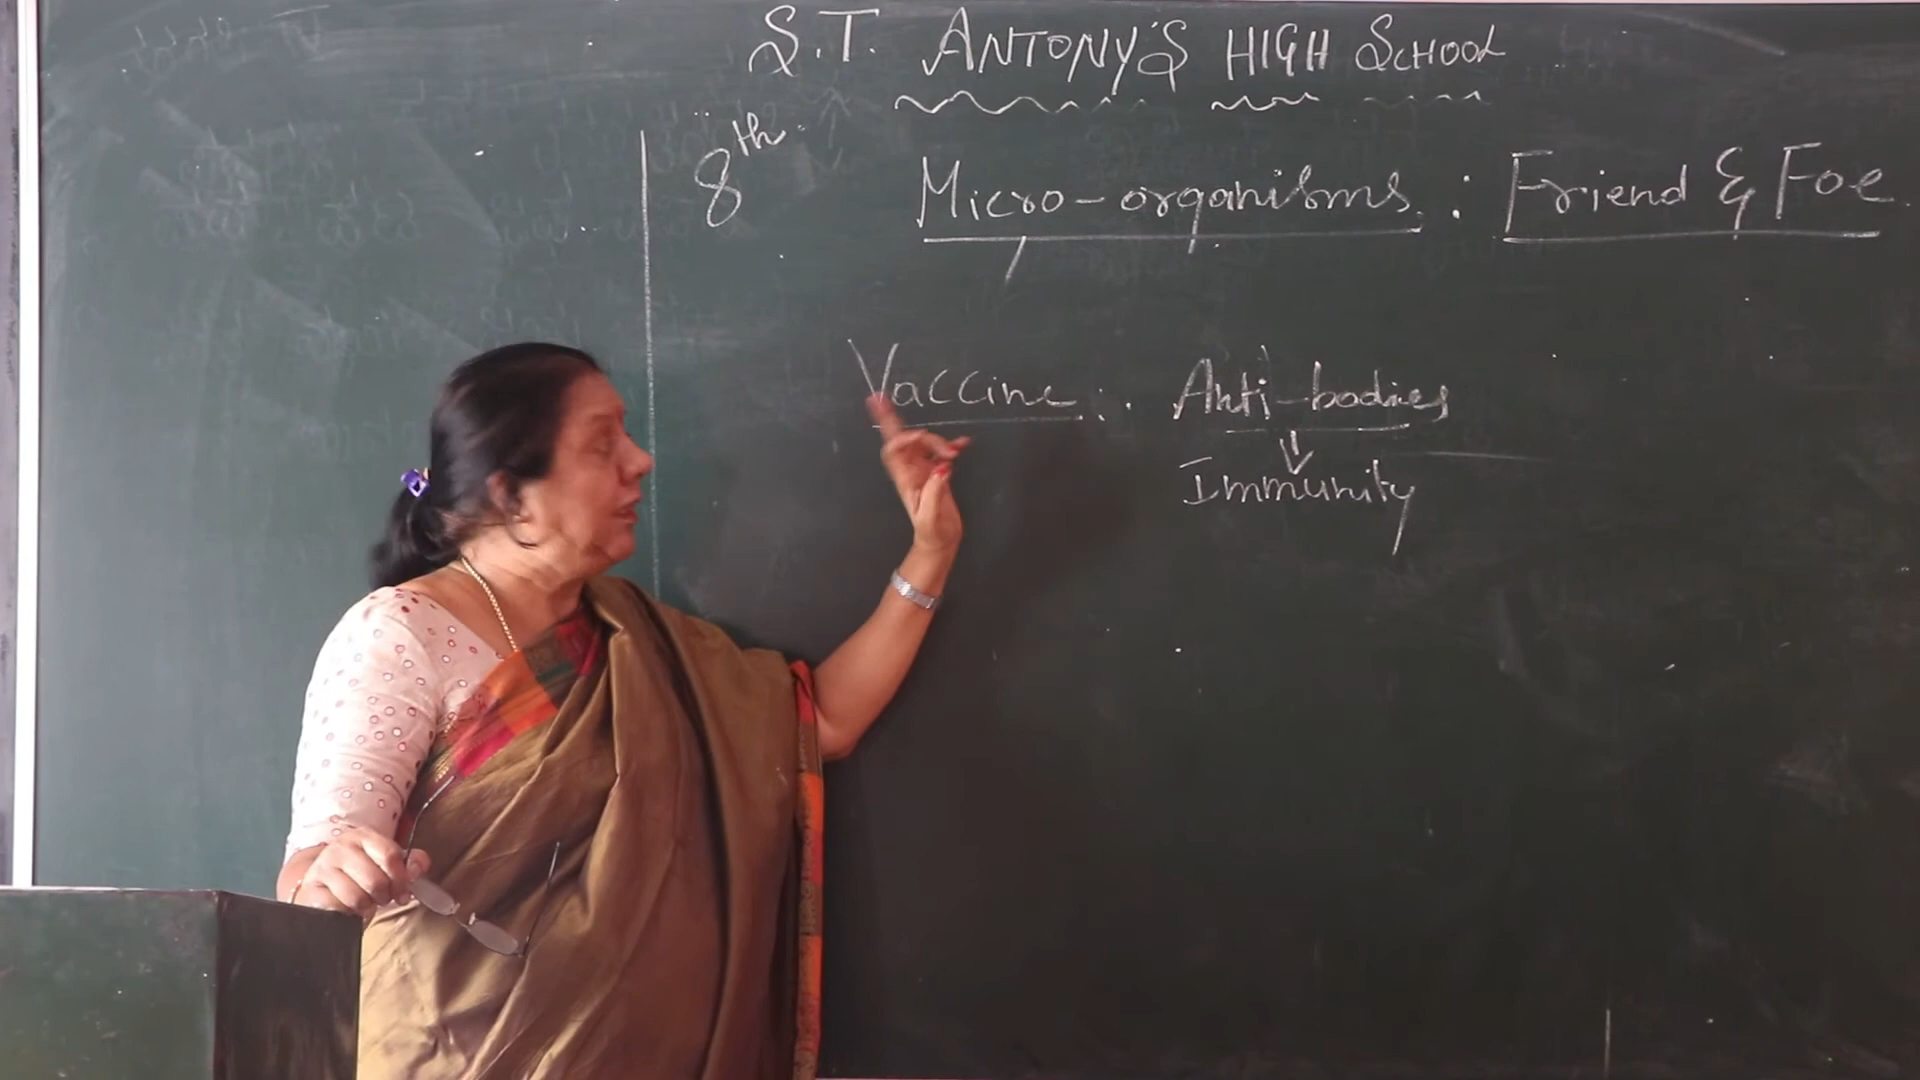 S.T. ANTONY'S HIGH SCHOOL
8th Micro-organisms : Friend & Foe
Vaccine : Anti-bodies
Immunity